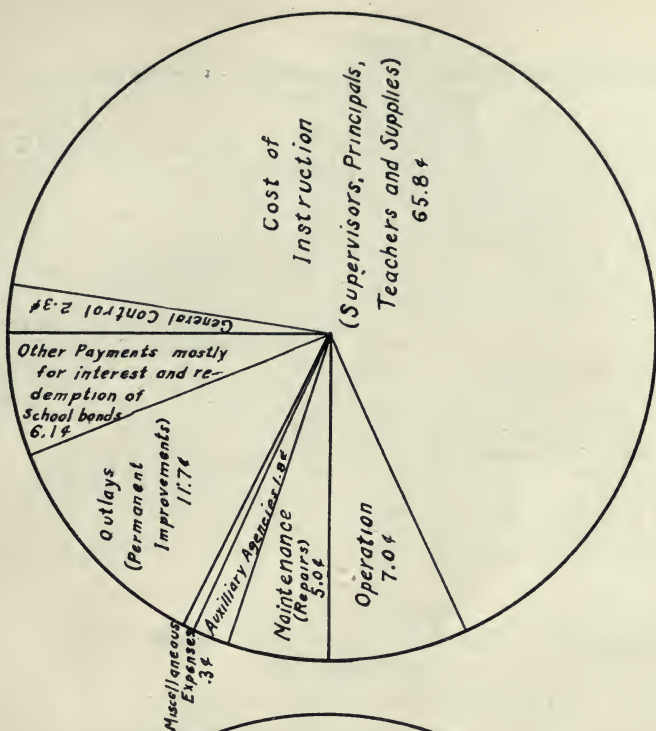 Cost of
Instruction
(Supervisors, Principals,
Teachers and Supplies)
65.8¢
General Control 2.3¢
Other Payments mostly
for interest and re-
demption of
School bonds
6.1¢
Outlays
(Permanent
Improvements)
11.7¢
Miscellaneous
Expenses
.3¢
Auxilliary Agencies 1.8¢
Maintenance
(Repairs)
5.0¢
Operation
7.0¢